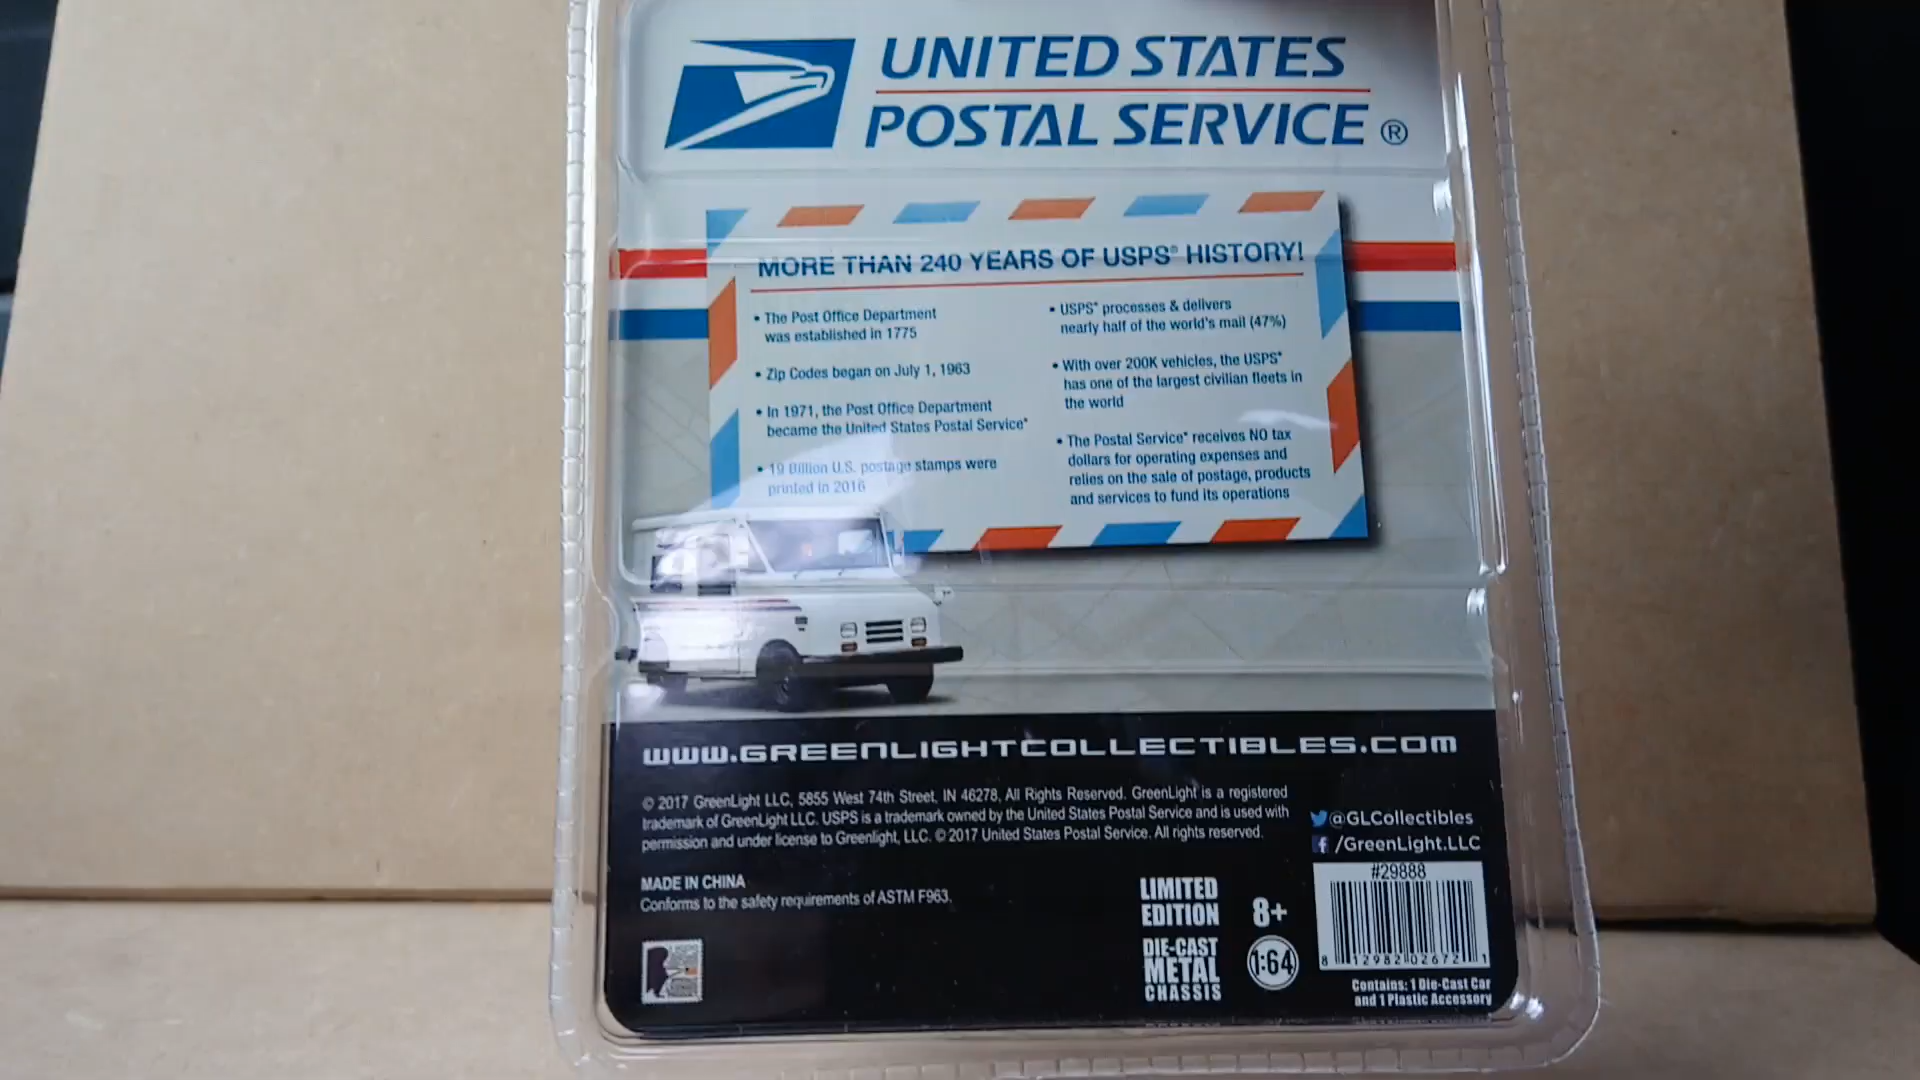 UNITED STATES
POSTAL SERVICE ®
MORE THAN 240 YEARS OF USPS® HISTORY!
• The Post Office Department
was established in 1775
• Zip Codes began on July 1, 1963
• In 1971, the Post Office Department
became the United States Postal Service®
• 19 Billion U.S. postage stamps were
printed in 2016
• USPS® processes & delivers
nearly half of the world's mail (47%)
• With over 200K vehicles, the USPS®
has one of the largest civilian fleets in
the world
• The Postal Service® receives NO tax
dollars for operating expenses and
relies on the sale of postage, products
and services to fund its operations
www.GREENLIGHTCOLLECTIBLES.COM
© 2017 GreenLight LLC, 5855 West 74th Street, IN 46278, All Rights Reserved. GreenLight is a registered
trademark of GreenLight LLC. USPS is a trademark owned by the United States Postal Service and is used with
permission and under license to Greenlight, LLC. © 2017 United States Postal Service. All rights reserved.
@GLCollectibles
/GreenLight.LLC
MADE IN CHINA
Conforms to the safety requirements of ASTM F963.
LIMITED
EDITION
8+
DIE-CAST
METAL
CHASSIS
1:64
#29888
8 12982 02672 1
Contains: 1 Die-Cast Car
and 1 Plastic Accessory